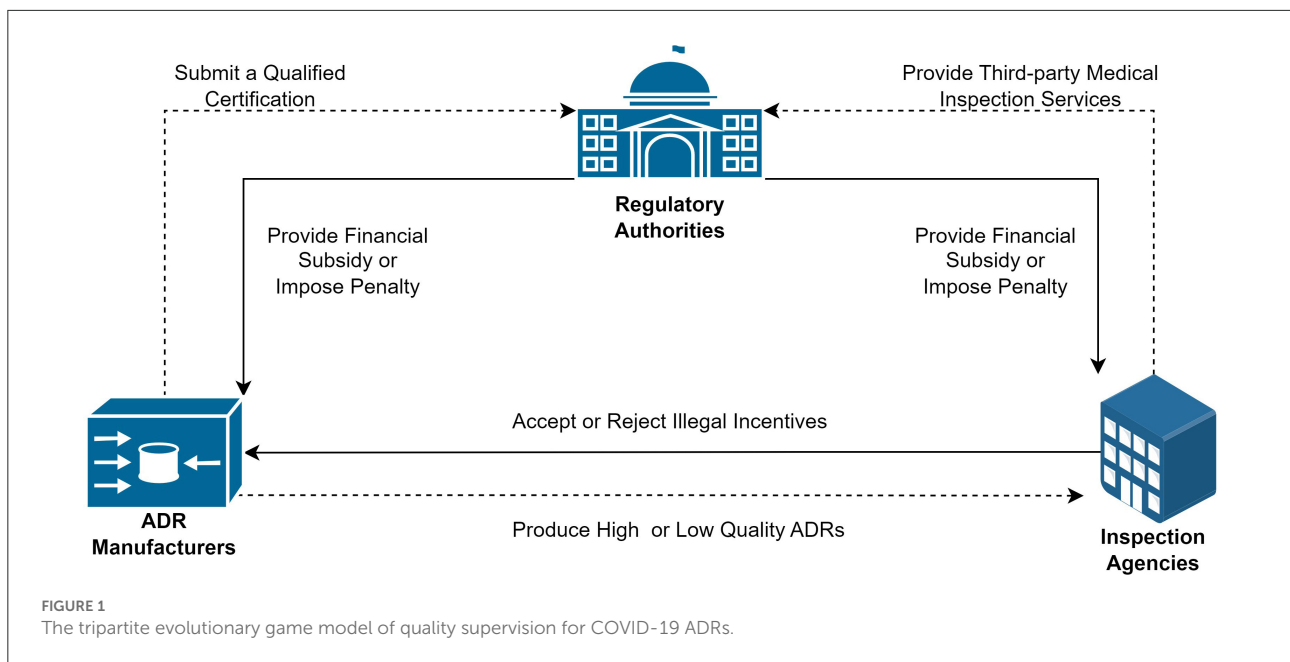 Submit a Qualified
Certification
Provide Third-party Medical
Inspection Services
Regulatory
Authorities
Provide Financial
Subsidy or
Impose Penalty
Provide Financial
Subsidy or
Impose Penalty
Accept or Reject Illegal Incentives
ADR
Manufacturers
Produce High or Low Quality ADRs
Inspection
Agencies
FIGURE 1
The tripartite evolutionary game model of quality supervision for COVID-19 ADRs.